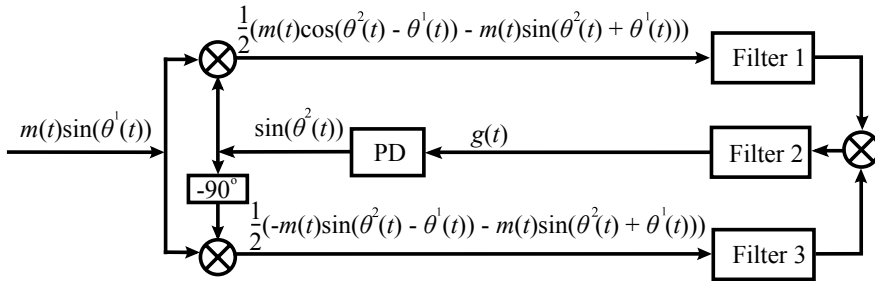 ½(m(t)cos(θ²(t) - θ¹(t)) - m(t)sin(θ²(t) + θ¹(t)))
Filter 1
m(t)sin(θ¹(t))
sin(θ²(t))
PD
g(t)
Filter 2
-90°
½(-m(t)sin(θ²(t) - θ¹(t)) - m(t)sin(θ²(t) + θ¹(t)))
Filter 3